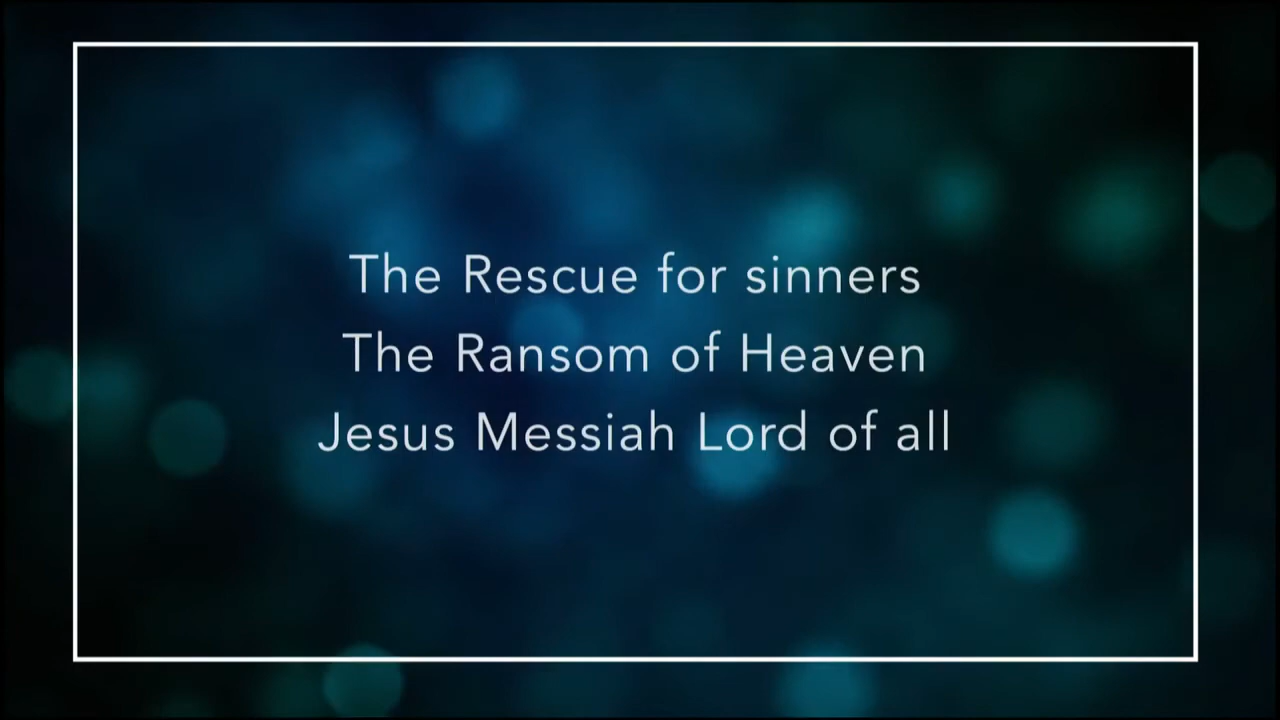 The Rescue for sinners
The Ransom of Heaven
Jesus Messiah Lord of all